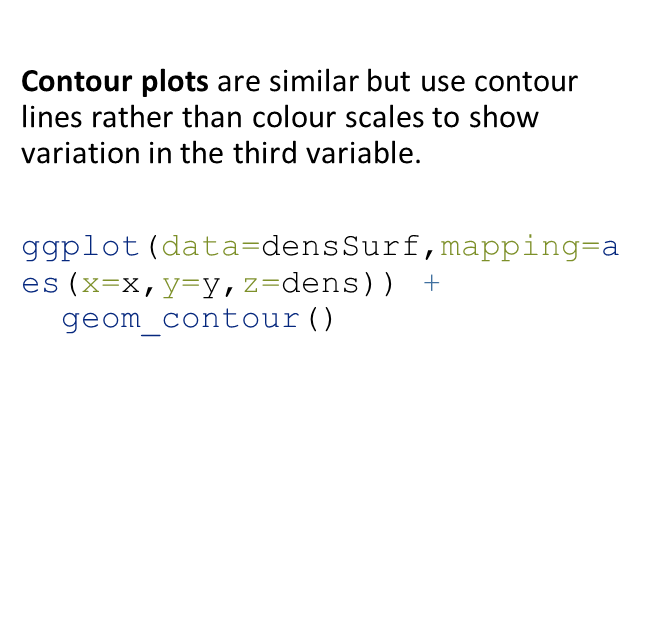 Contour plots are similar but use contour
lines rather than colour scales to show
variation in the third variable.
ggplot(data=densSurf,mapping=a
es(x=x,y=y,z=dens)) +
  geom_contour()